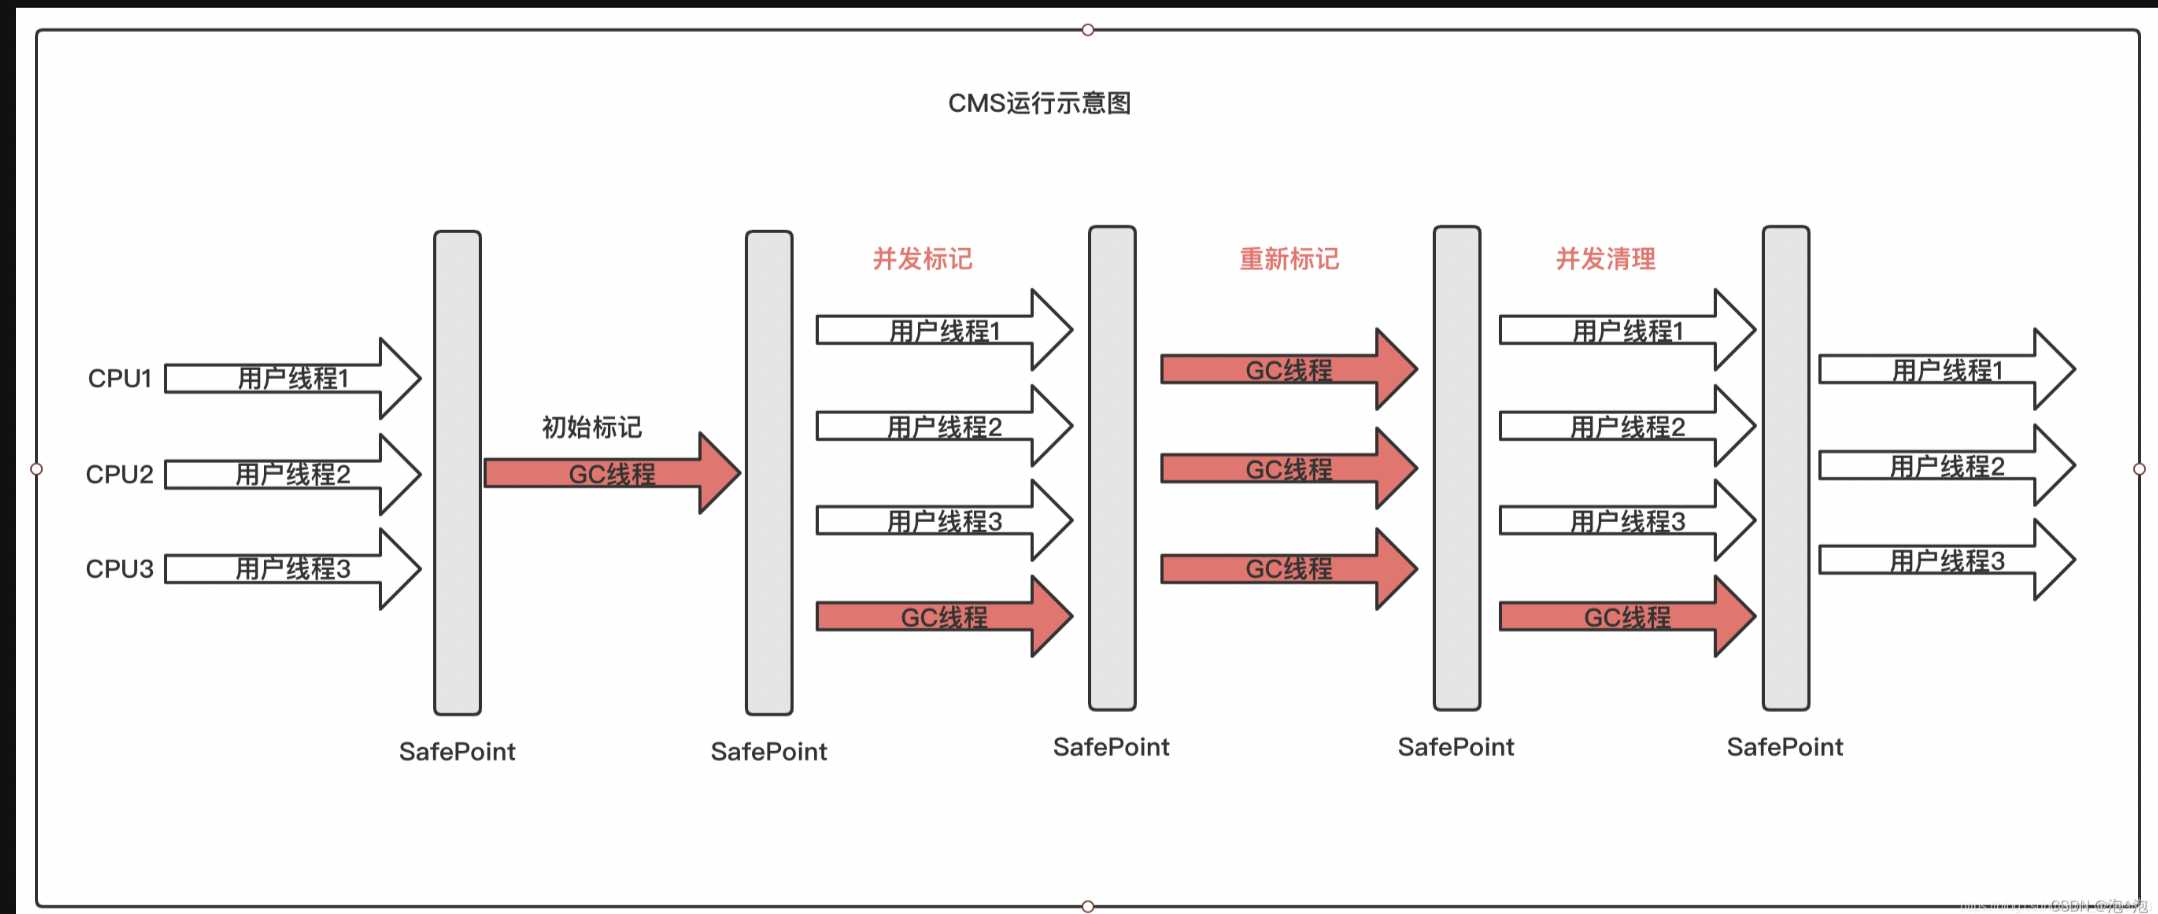 CMS运行示意图
并发标记
重新标记
并发清理
用户线程1
用户线程1
CPU1
用户线程1
GC线程
用户线程1
初始标记
用户线程2
用户线程2
CPU2
用户线程2
GC线程
GC线程
用户线程2
用户线程3
用户线程3
CPU3
用户线程3
GC线程
用户线程3
GC线程
GC线程
SafePoint
SafePoint
SafePoint
SafePoint
SafePoint
CSDN @泡^泡